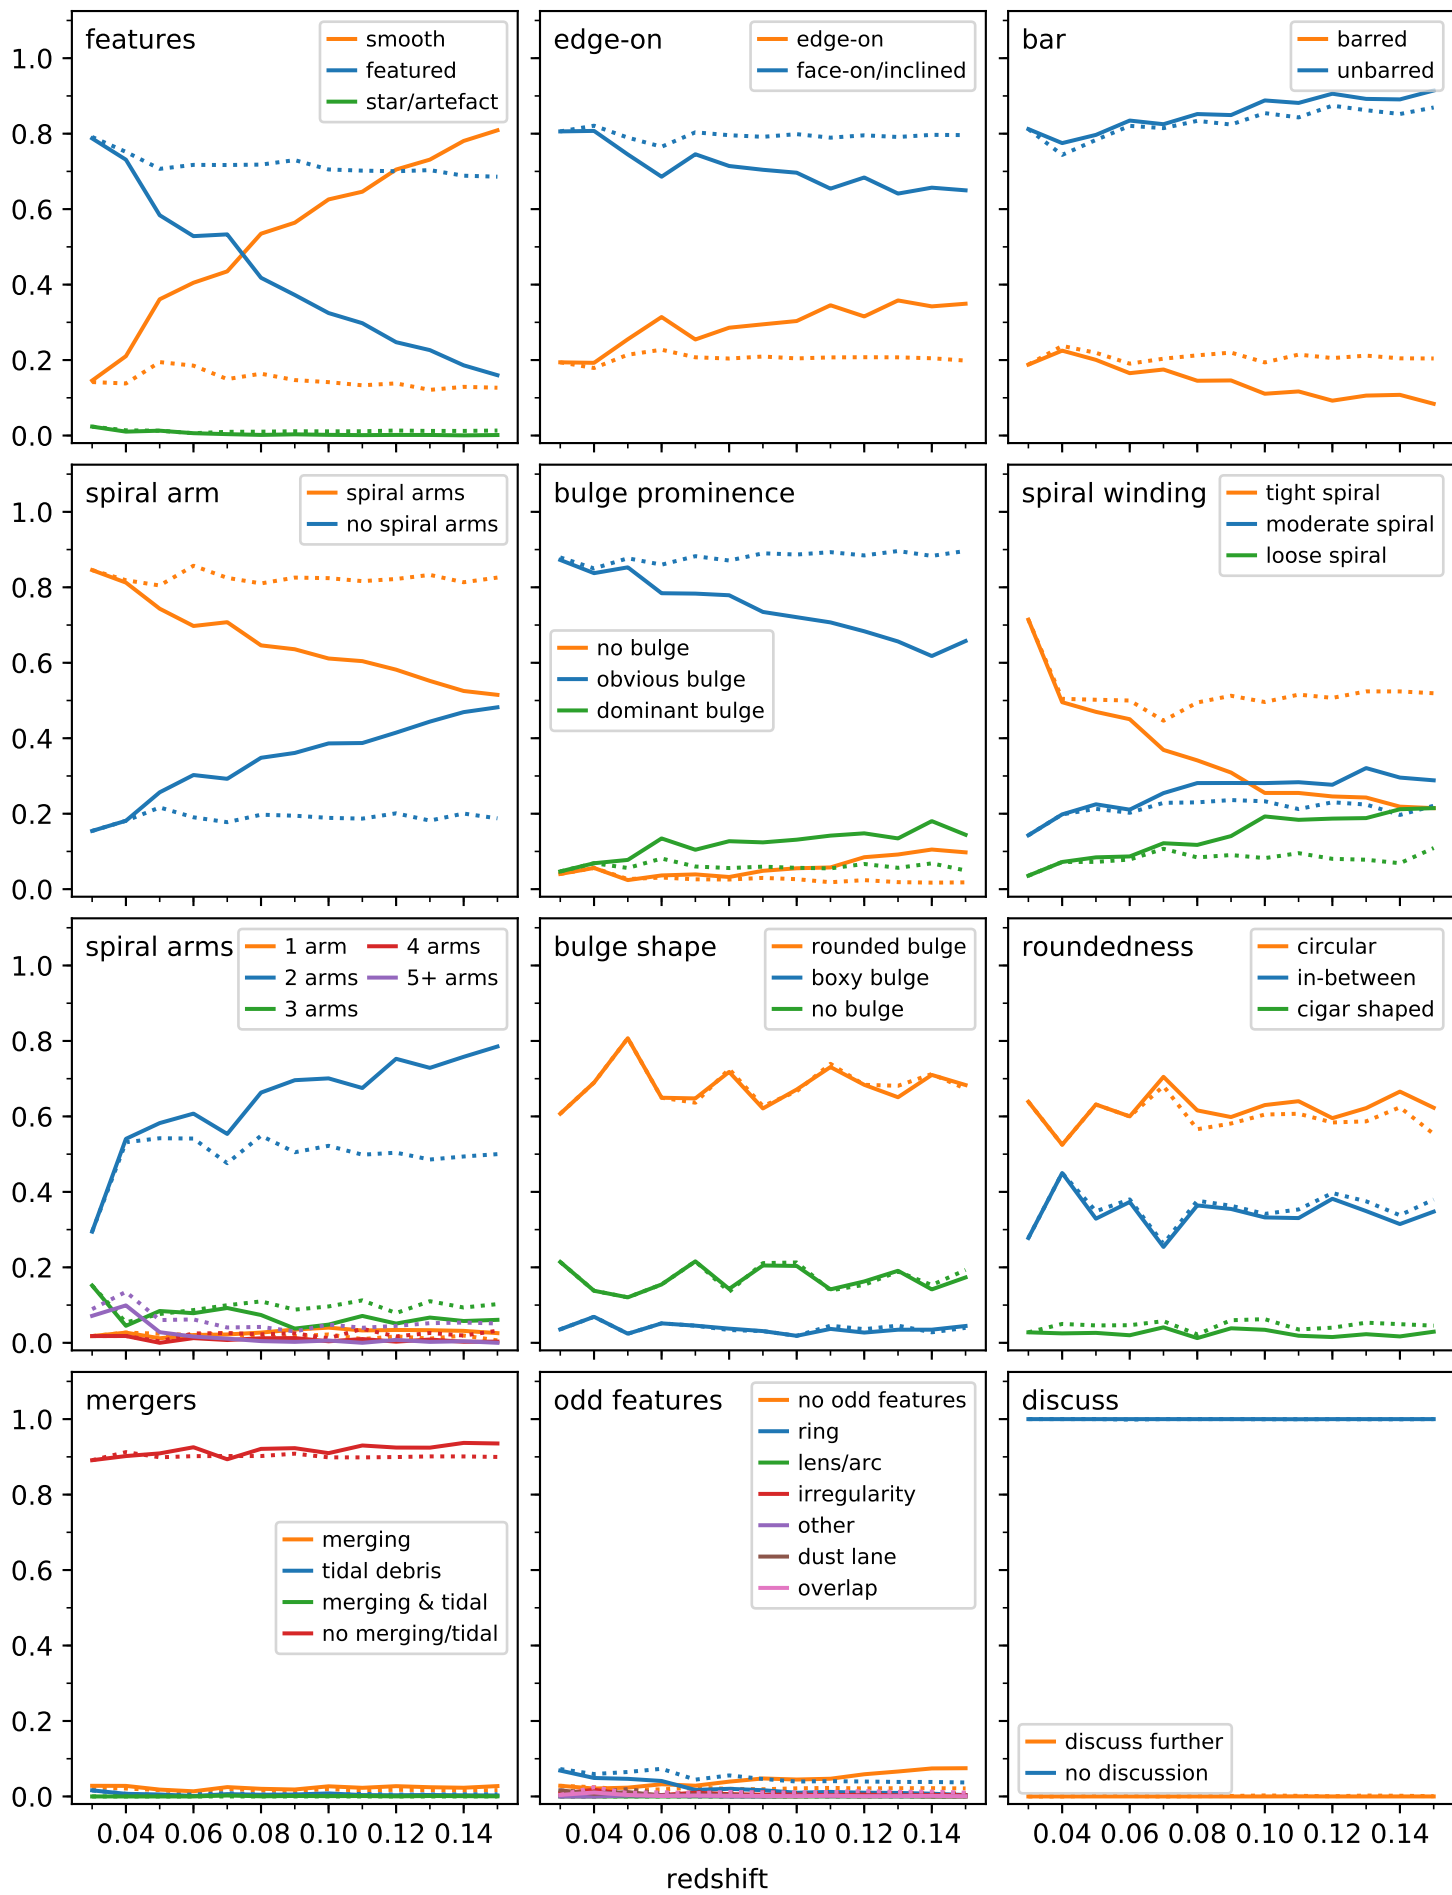 features
smooth
featured
star/artefact
1.0
0.8
0.6
0.4
0.2
0.0
edge-on
edge-on
face-on/inclined
bar
barred
unbarred
spiral arm
spiral arms
no spiral arms
1.0
0.8
0.6
0.4
0.2
0.0
bulge prominence
no bulge
obvious bulge
dominant bulge
spiral winding
tight spiral
moderate spiral
loose spiral
spiral arms
1 arm
2 arms
3 arms
4 arms
5+ arms
1.0
0.8
0.6
0.4
0.2
0.0
bulge shape
rounded bulge
boxy bulge
no bulge
roundedness
circular
in-between
cigar shaped
mergers
merging
tidal debris
merging & tidal
no merging/tidal
1.0
0.8
0.6
0.4
0.2
0.0
0.04 0.06 0.08 0.10 0.12 0.14
odd features
no odd features
ring
lens/arc
irregularity
other
dust lane
overlap
0.04 0.06 0.08 0.10 0.12 0.14
discuss
discuss further
no discussion
0.04 0.06 0.08 0.10 0.12 0.14
redshift